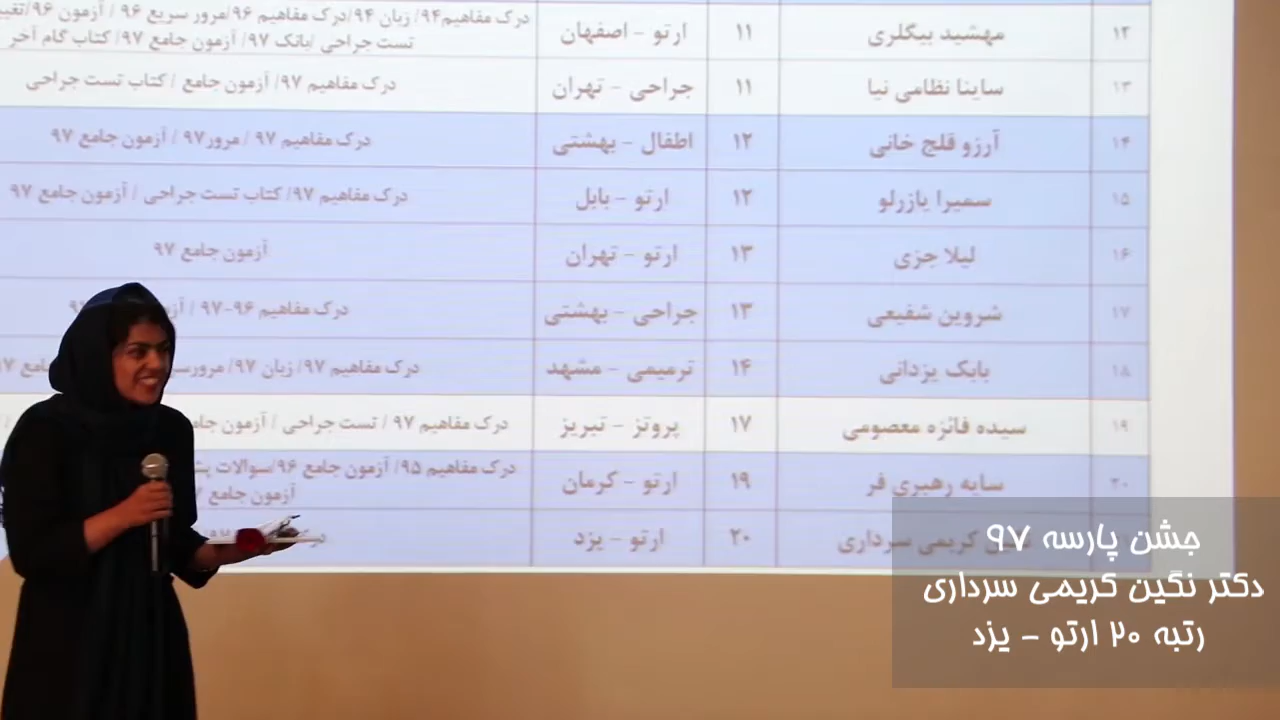 ۱۲ مهشید بیگلری ۱۱ ارتو - اصفهان درک مفاهیم۹۴/ زبان ۹۴/درک مفاهیم ۹۶/مرور سریع ۹۶ / آزمون ۹۶
تست جراحی /بانک ۹۷/ آزمون جامع ۹۷/ کتاب گام آخر
۱۳ ساینا نظامی نیا ۱۱ جراحی - تهران درک مفاهیم ۹۷/ آزمون جامع / کتاب تست جراحی
۱۴ آرزو قلج خانی ۱۲ اطفال - بهشتی درک مفاهیم ۹۷ / مرور۹۷ / آزمون جامع ۹۷
۱۵ سمیرا یازرلو ۱۲ ارتو - بابل درک مفاهیم ۹۷/ کتاب تست جراحی / آزمون جامع ۹۷
۱۶ لیلا جزی ۱۳ ارتو - تهران آزمون جامع ۹۷
۱۷ شروین شفیعی ۱۳ جراحی - بهشتی درک مفاهیم ۹۶-۹۷ /
۱۸ بابک یزدانی ۱۴ ترمیمی - مشهد درک مفاهیم ۹۷/ زبان ۹۷/
۱۹ سیده فائزه معصومی ۱۷ پروتز - تبریز درک مفاهیم ۹۷ / تست جراحی / آزمون
۲۰ سایه رهبری فر ۱۹ ارتو - کرمان درک مفاهیم ۹۵/ آزمون جامع ۹۶/سوالات
آزمون جامع
کریمی سرداری ۲۰ ارتو - یزد
جشن پارسه ۹۷
دکتر نگین کریمی سرداری
رتبه ۲۰ ارتو - یزد